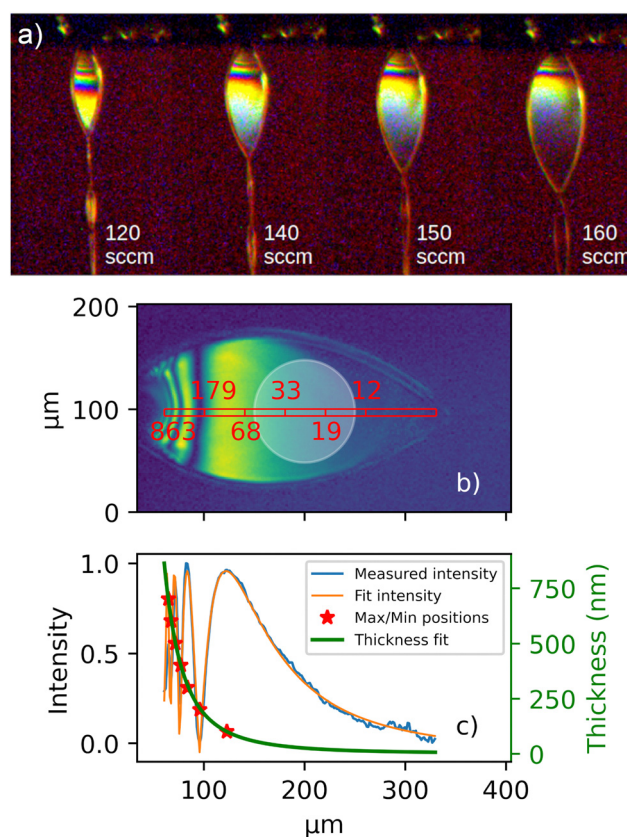 a)
120 sccm
140 sccm
150 sccm
160 sccm
200
100
0
µm
179
33
12
863
68
19
b)
1.0
0.5
0.0
Intensity
Measured intensity
Fit intensity
Max/Min positions
Thickness fit
750
500
250
0
Thickness (nm)
c)
100
200
300
400
µm